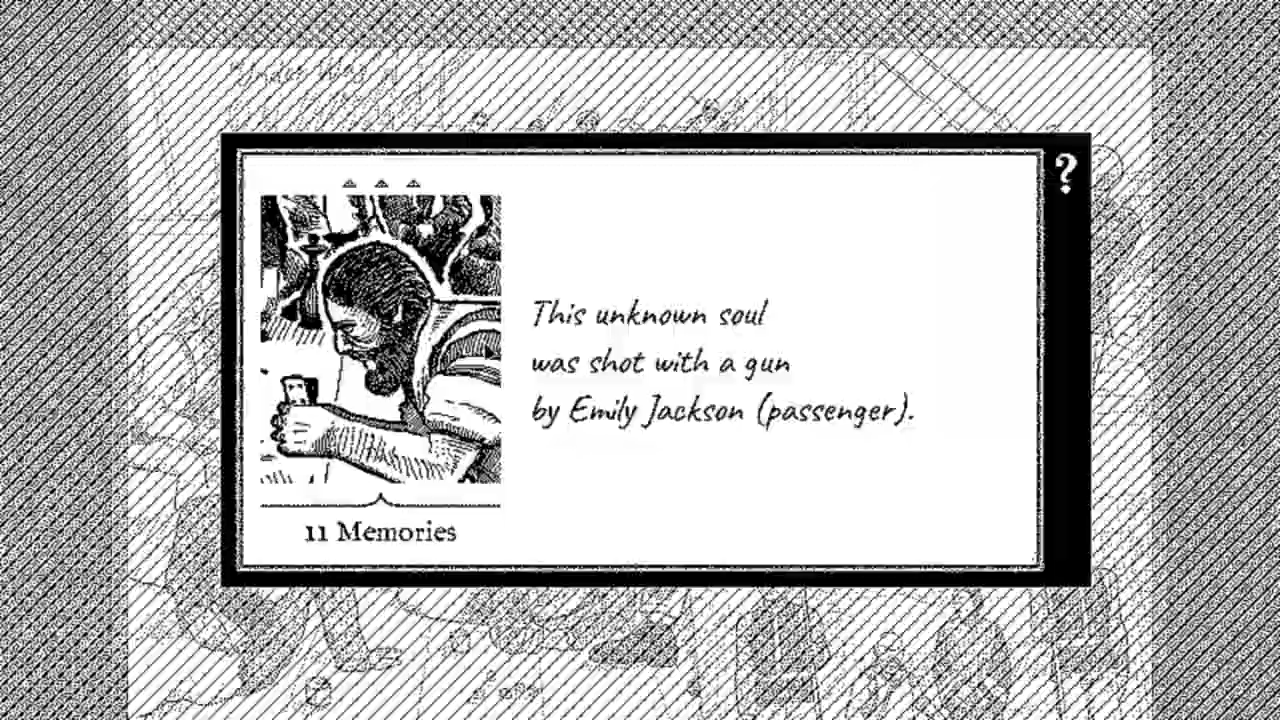 ?
This unknown soul
was shot with a gun
by Emily Jackson (passenger).
11 Memories